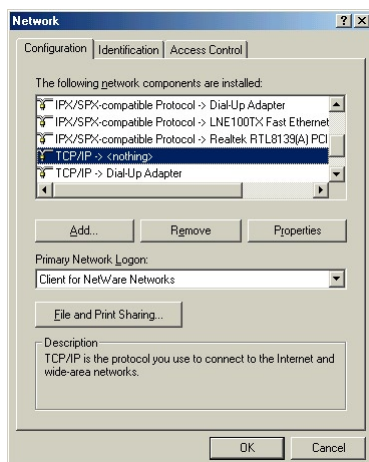 Network
Configuration Identification Access Control
The following network components are installed:
IPX/SPX-compatible Protocol -> Dial-Up Adapter
IPX/SPX-compatible Protocol -> LNE100TX Fast Ethernet
IPX/SPX-compatible Protocol -> Realtek RTL8139(A) PCI
TCP/IP -> <nothing>
TCP/IP -> Dial-Up Adapter
Add... Remove Properties
Primary Network Logon:
Client for NetWare Networks
File and Print Sharing...
Description
TCP/IP is the protocol you use to connect to the Internet and
wide-area networks.
OK Cancel